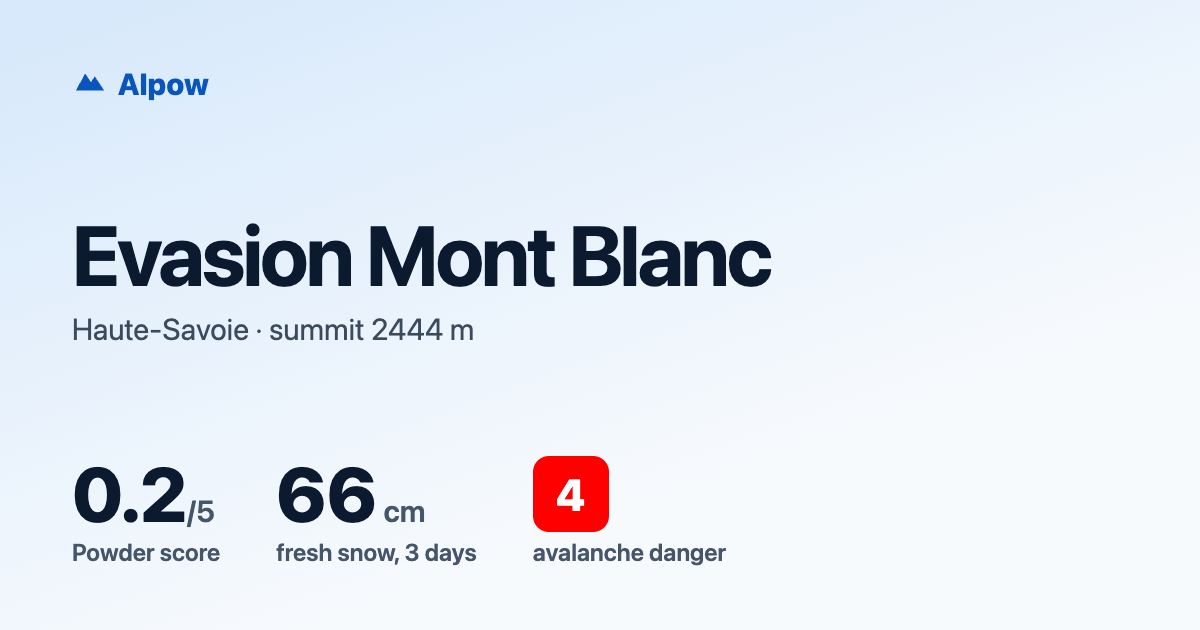 Alpow
Evasion Mont Blanc
Haute-Savoie · summit 2444 m
0.2/5
Powder score
66 cm
fresh snow, 3 days
4
avalanche danger